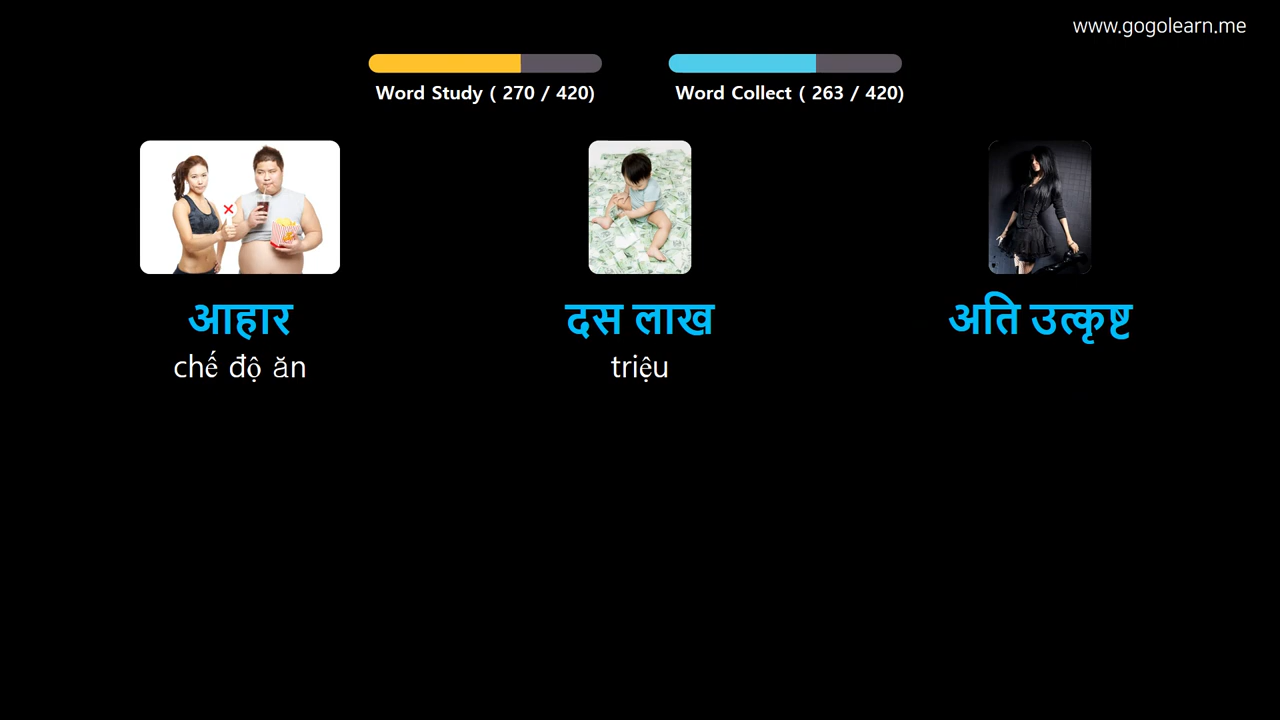 www.gogolearn.me
Word Study ( 270 / 420)
Word Collect ( 263 / 420)
आहार
दस लाख
अति उत्कृष्ट
chế độ ăn
triệu